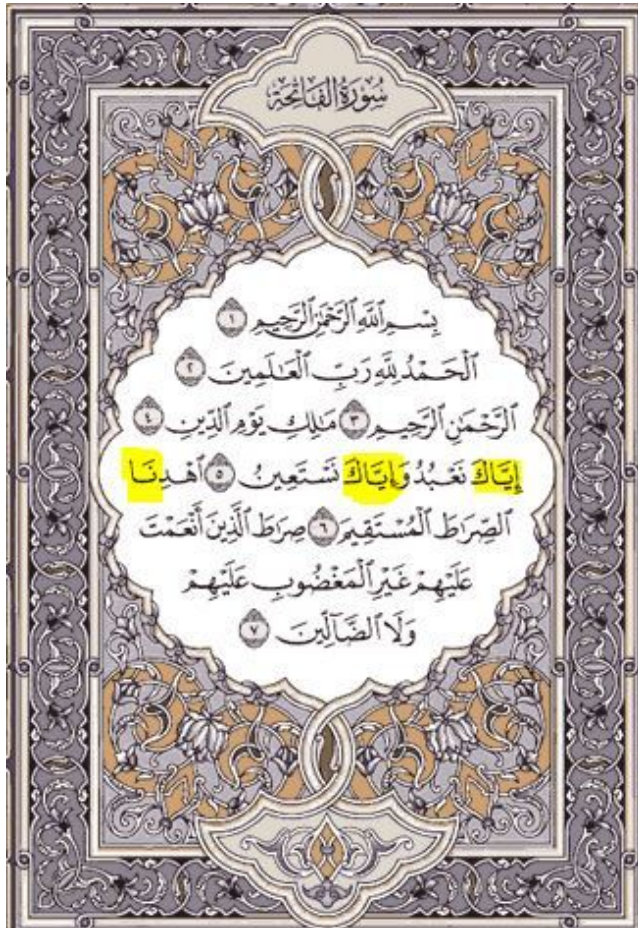 سُورَةُ الفَاتِحَةِ
بِسْمِ ٱللَّهِ ٱلرَّحْمَٰنِ ٱلرَّحِيمِ ١
ٱلْحَمْدُ لِلَّهِ رَبِّ ٱلْعَٰلَمِينَ ٢
ٱلرَّحْمَٰنِ ٱلرَّحِيمِ ٣ مَٰلِكِ يَوْمِ ٱلدِّينِ ٤
إِيَّاكَ نَعْبُدُ وَإِيَّاكَ نَسْتَعِينُ ٥ ٱهْدِنَا
ٱلصِّرَٰطَ ٱلْمُسْتَقِيمَ ٦ صِرَٰطَ ٱلَّذِينَ أَنْعَمْتَ
عَلَيْهِمْ غَيْرِ ٱلْمَغْضُوبِ عَلَيْهِمْ
وَلَا ٱلضَّآلِّينَ ٧